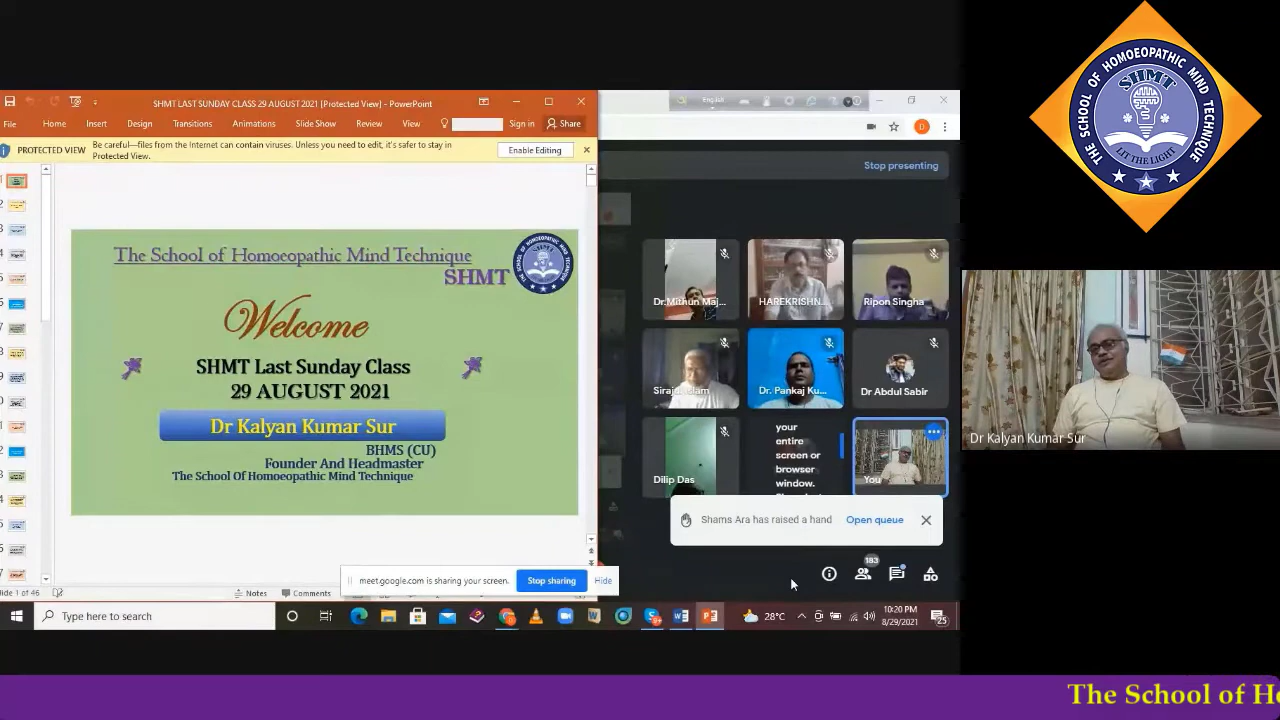 SHMT LAST SUNDAY CLASS 29 AUGUST 2021 [Protected View] - PowerPoint
File Home Insert Design Transitions Animations Slide Show Review View Sign in Share
PROTECTED VIEW Be careful—files from the Internet can contain viruses. Unless you need to edit, it's safer to stay in
Protected View.
Enable Editing
The School of Homoeopathic Mind Technique
SHMT
Welcome
SHMT Last Sunday Class
29 AUGUST 2021
Dr Kalyan Kumar Sur
BHMS (CU)
Founder And Headmaster
The School Of Homoeopathic Mind Technique
Notes Comments
meet.google.com is sharing your screen. Stop sharing Hide
English
D
Stop presenting
Dr.Mithun Maj...
HAREKRISHN...
Ripon Singha
Dr. Pankaj Ku...
Dr Abdul Sabir
Dilip Das
your
entire
screen or
browser
window.
You
Shams Ara has raised a hand Open queue
183
Type here to search
28°C
10:20 PM
8/29/2021
25
THE SCHOOL OF HOMOEOPATHIC MIND TECHNIQUE
SHMT
LIT THE LIGHT
Dr Kalyan Kumar Sur
The School of Ho